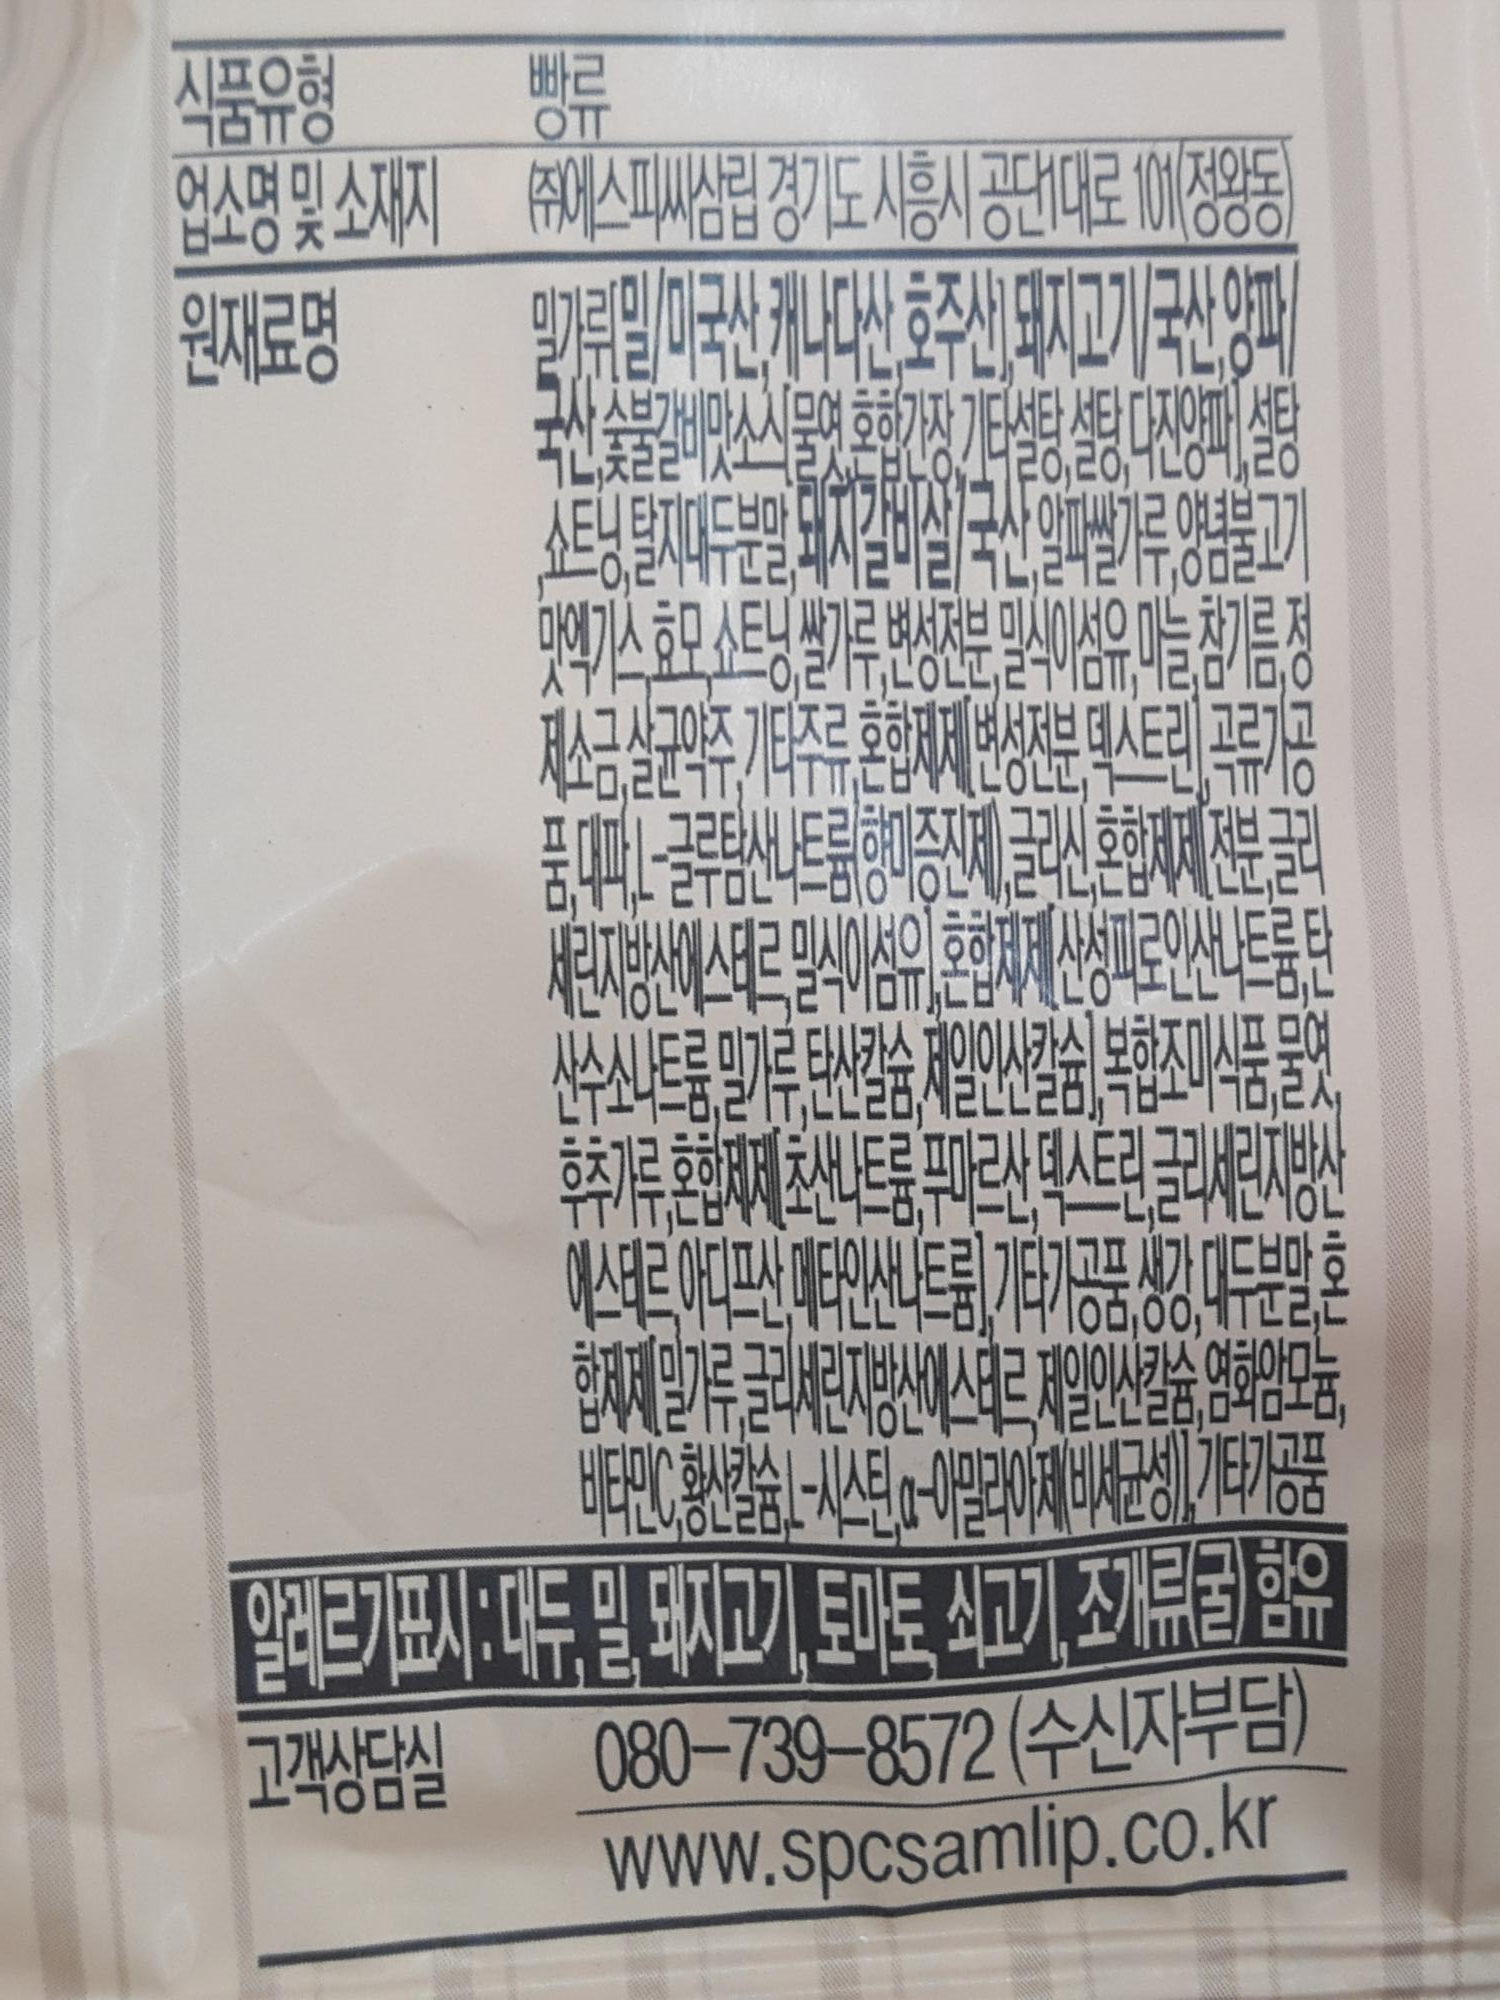 식품유형 빵류
업소명 및 소재지 ㈜에스피씨삼립 경기도 시흥시 공단1대로 101(정왕동)
원재료명 밀가루[밀/미국산,캐나다산,호주산],돼지고기/국산,양파/
국산,숯불갈비맛소스[물엿,혼합간장,기타설탕,설탕,다진양파],설탕
,쇼트닝,탈지대두분말,돼지갈비살/국산,알파쌀가루,양념불고기
맛엑기스,효모,쇼트닝,쌀가루,변성전분,밀식이섬유,마늘,참기름,정
제소금,살균약주,기타주류,혼합제제[변성전분,덱스트린],곡류가공
품,대파,L-글루탐산나트륨(향미증진제),글리신,혼합제제[전분,글리
세린지방산에스테르,밀식이섬유],혼합제제[산성피로인산나트륨,탄
산수소나트륨,밀가루,탄산칼슘,제일인산칼슘],복합조미식품,물엿,
후추가루,혼합제제[초산나트륨,푸마르산,덱스트린,글리세린지방산
에스테르,아디프산,메타인산나트륨],기타가공품,생강,대두분말,혼
합제제[밀가루,글리세린지방산에스테르,제일인산칼슘,염화암모늄,
비타민C,황산칼슘,L-시스틴,α-아밀라아제(비세균성)],기타가공품
알레르기표시 : 대두, 밀, 돼지고기, 토마토, 쇠고기, 조개류(굴) 함유
고객상담실 080-739-8572 (수신자부담)
www.spcsamlip.co.kr